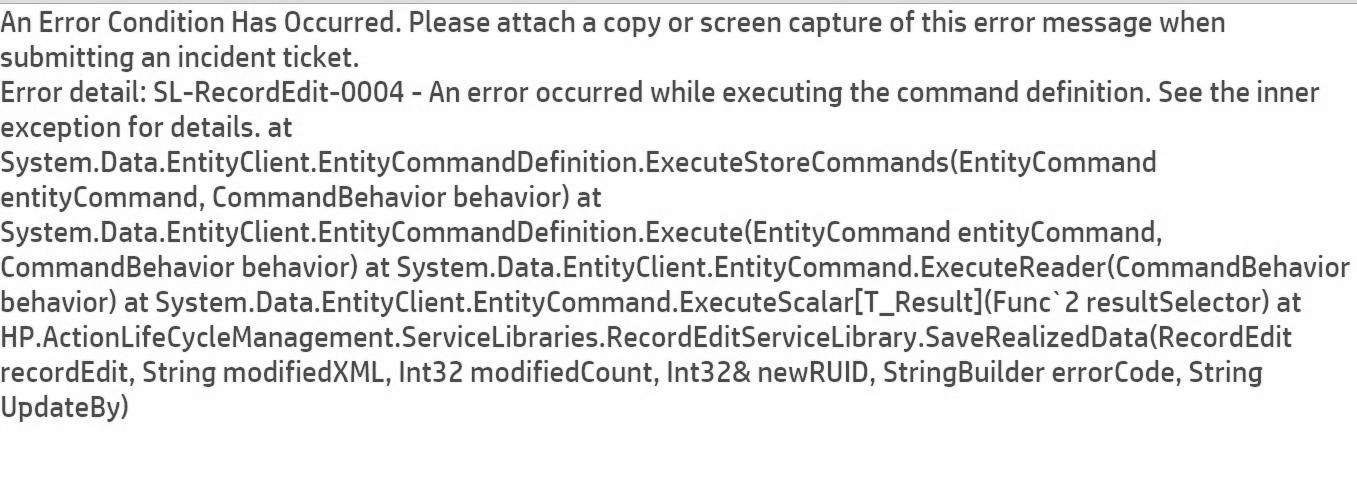 An Error Condition Has Occurred. Please attach a copy or screen capture of this error message when
submitting an incident ticket.
Error detail: SL-RecordEdit-0004 - An error occurred while executing the command definition. See the inner
exception for details. at
System.Data.EntityClient.EntityCommandDefinition.ExecuteStoreCommands(EntityCommand
entityCommand, CommandBehavior behavior) at
System.Data.EntityClient.EntityCommandDefinition.Execute(EntityCommand entityCommand,
CommandBehavior behavior) at System.Data.EntityClient.EntityCommand.ExecuteReader(CommandBehavior
behavior) at System.Data.EntityClient.EntityCommand.ExecuteScalar[T_Result](Func`2 resultSelector) at
HP.ActionLifeCycleManagement.ServiceLibraries.RecordEditServiceLibrary.SaveRealizedData(RecordEdit
recordEdit, String modifiedXML, Int32 modifiedCount, Int32& newRUID, StringBuilder errorCode, String
UpdateBy)